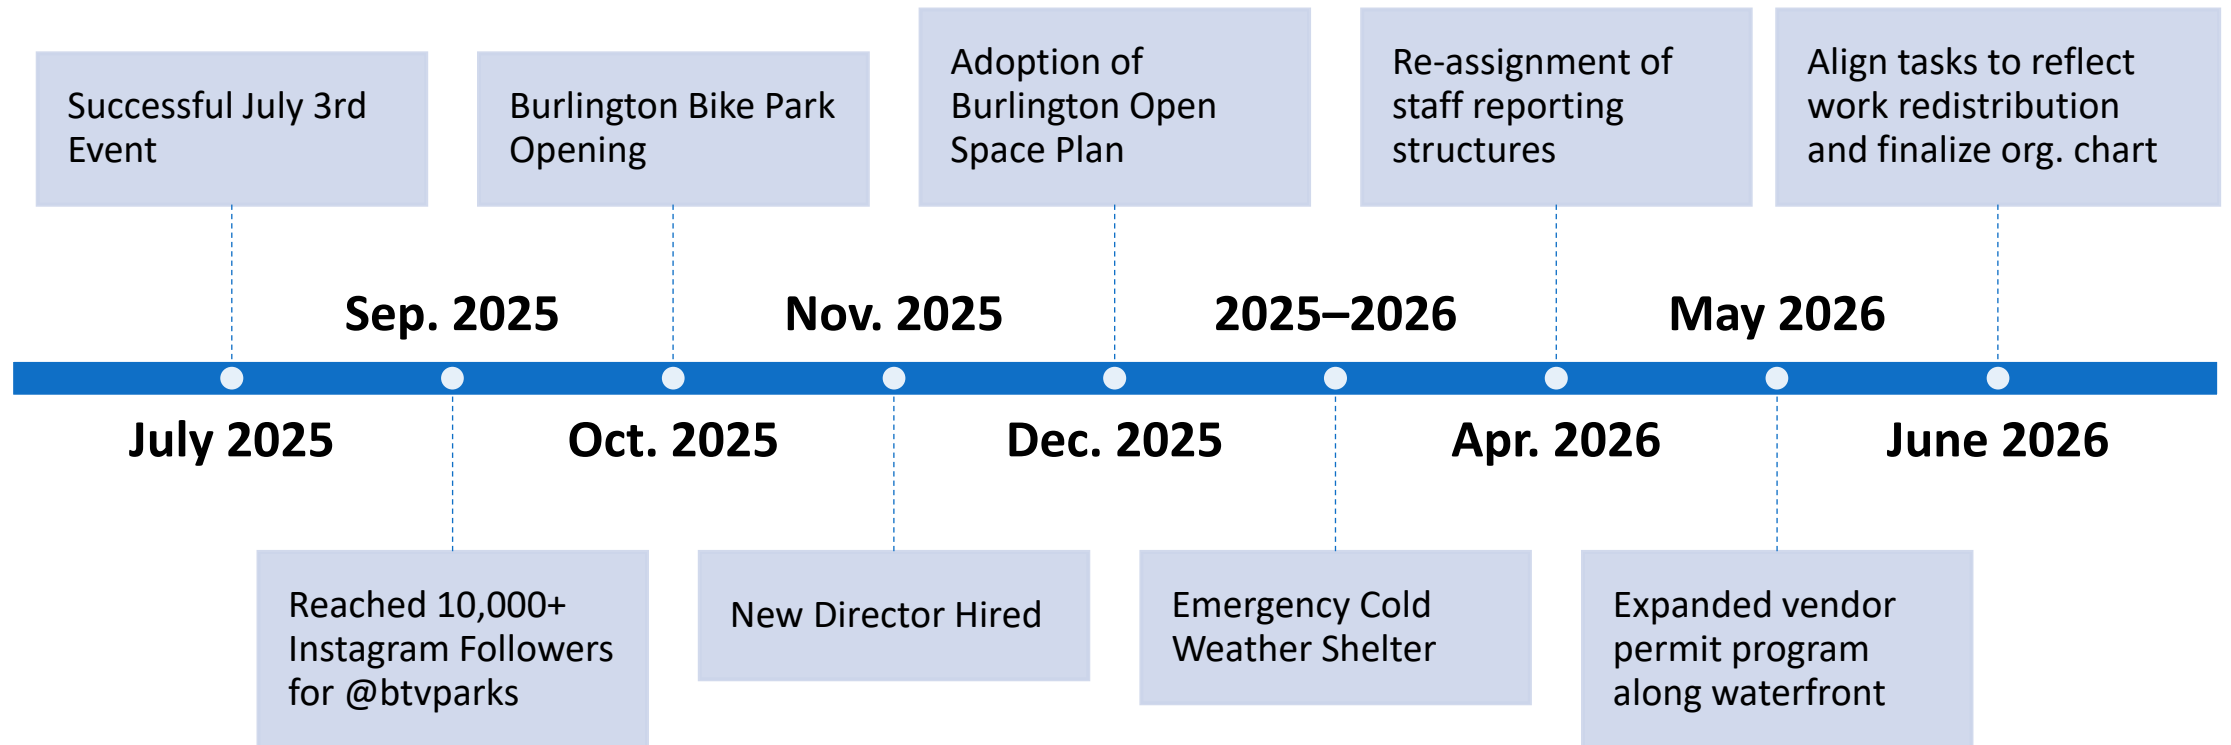 Successful July 3rd
Event
Burlington Bike Park
Opening
Adoption of
Burlington Open
Space Plan
Re-assignment of
staff reporting
structures
Align tasks to reflect
work redistribution
and finalize org. chart
Sep. 2025
Nov. 2025
2025–2026
May 2026
July 2025
Oct. 2025
Dec. 2025
Apr. 2026
June 2026
Reached 10,000+
Instagram Followers
for @btvparks
New Director Hired
Emergency Cold
Weather Shelter
Expanded vendor
permit program
along waterfront